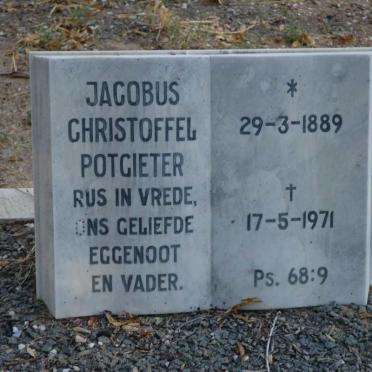 JACOBUS
CHRISTOFFEL
POTGIETER
RUS IN VREDE,
ONS GELIEFDE
EGGENOOT
EN VADER.
*
29-3-1889
†
17-5-1971
Ps. 68:9